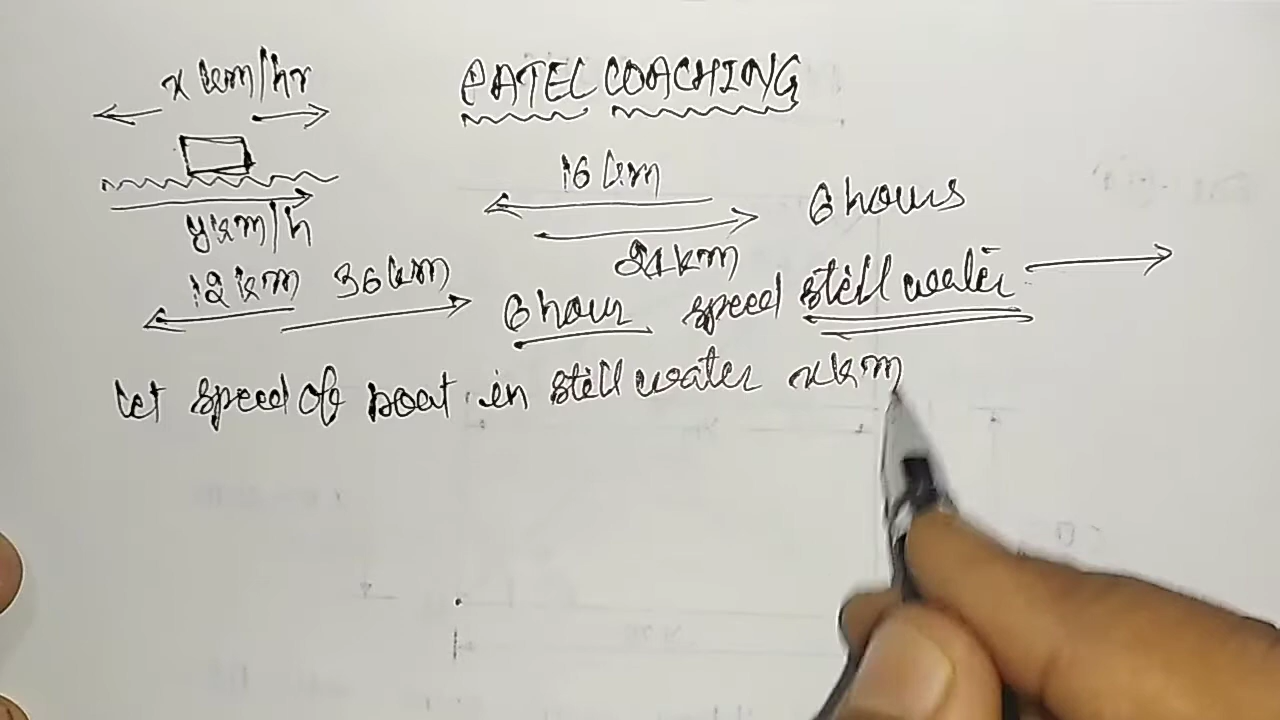 x km/hr PATEL COACHING
16 km
6 hours
y km/h
24 km
12 km 36 km
6 hour speed still water
let speed of boat in still water x km